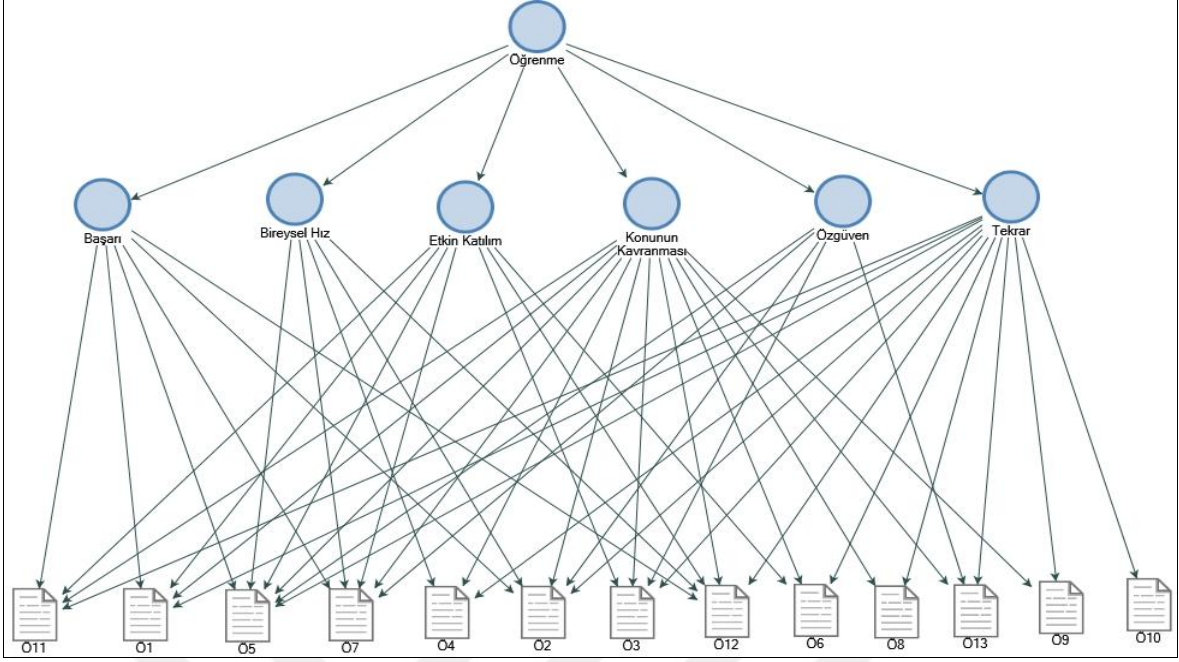 Öğrenme
Başarı
Bireysel Hız
Etkin Katılım
Konunun
Kavranması
Özgüven
Tekrar
Ö11
Ö1
Ö5
Ö7
Ö4
Ö2
Ö3
Ö12
Ö6
Ö8
Ö13
Ö9
Ö10